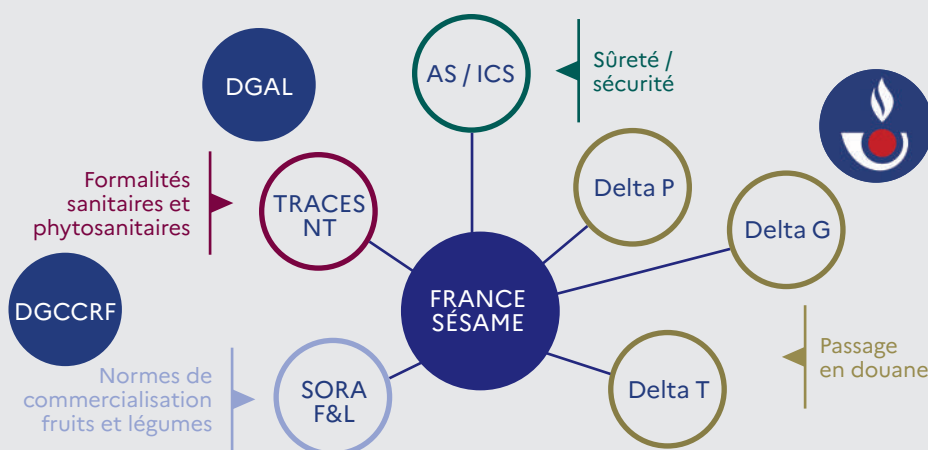 DGAL
AS / ICS
Sûreté /
sécurité
Formalités
sanitaires et
phytosanitaires
TRACES
NT
Delta P
Delta G
DGCCRF
FRANCE
SÉSAME
Normes de
commercialisation
fruits et légumes
SORA
F&L
Delta T
Passage
en douane